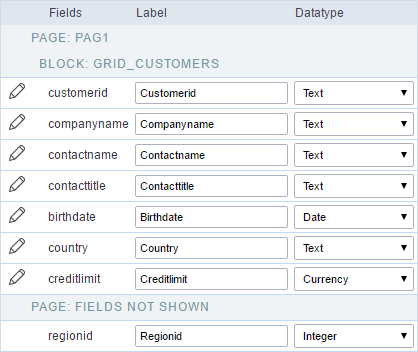 Fields Label Datatype
PAGE: PAG1
BLOCK: GRID_CUSTOMERS
customerid Customerid Text
companyname Companyname Text
contactname Contactname Text
contacttitle Contacttitle Text
birthdate Birthdate Date
country Country Text
creditlimit Creditlimit Currency
PAGE: FIELDS NOT SHOWN
regionid Regionid Integer